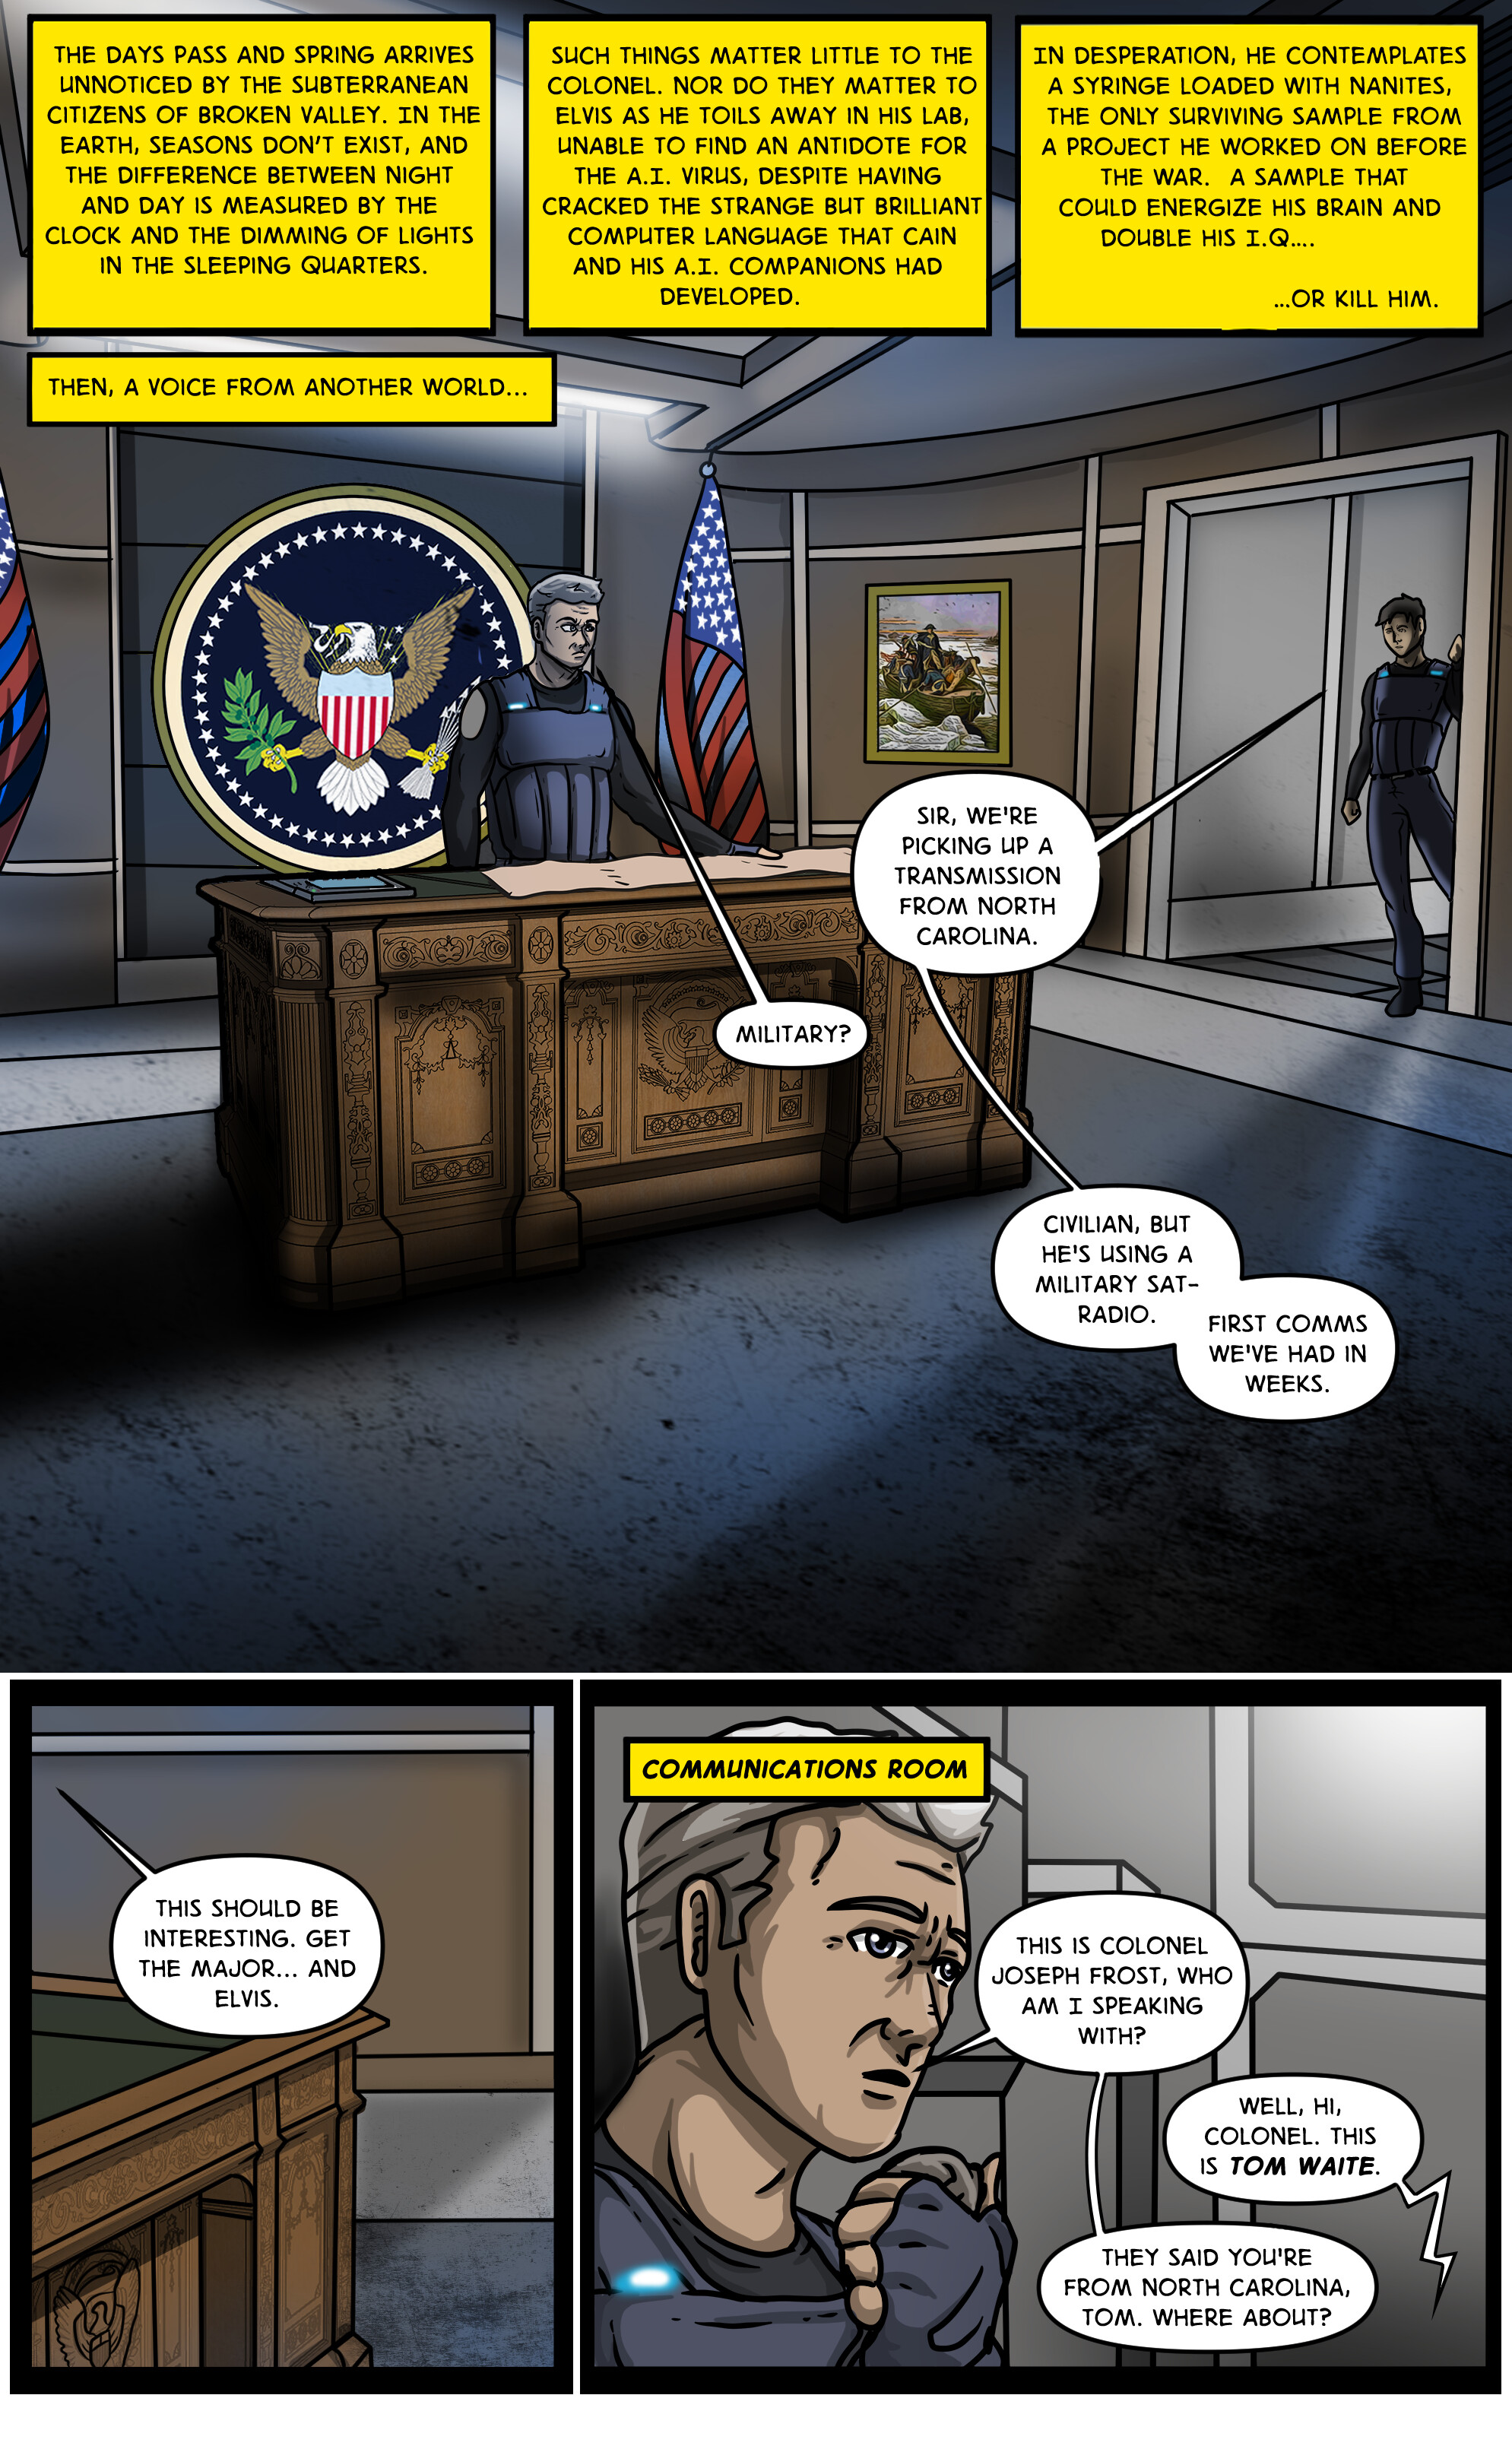 THE DAYS PASS AND SPRING ARRIVES
UNNOTICED BY THE SUBTERRANEAN
CITIZENS OF BROKEN VALLEY. IN THE
EARTH, SEASONS DON'T EXIST, AND
THE DIFFERENCE BETWEEN NIGHT
AND DAY IS MEASURED BY THE
CLOCK AND THE DIMMING OF LIGHTS
IN THE SLEEPING QUARTERS.
SUCH THINGS MATTER LITTLE TO THE
COLONEL. NOR DO THEY MATTER TO
ELVIS AS HE TOILS AWAY IN HIS LAB,
UNABLE TO FIND AN ANTIDOTE FOR
THE A.I. VIRUS, DESPITE HAVING
CRACKED THE STRANGE BUT BRILLIANT
COMPUTER LANGUAGE THAT CAIN
AND HIS A.I. COMPANIONS HAD
DEVELOPED.
IN DESPERATION, HE CONTEMPLATES
A SYRINGE LOADED WITH NANITES,
THE ONLY SURVIVING SAMPLE FROM
A PROJECT HE WORKED ON BEFORE
THE WAR. A SAMPLE THAT
COULD ENERGIZE HIS BRAIN AND
DOUBLE HIS I.Q....
...OR KILL HIM.
THEN, A VOICE FROM ANOTHER WORLD...
SIR, WE'RE
PICKING UP A
TRANSMISSION
FROM NORTH
CAROLINA.
MILITARY?
CIVILIAN, BUT
HE'S USING A
MILITARY SAT-
RADIO.
FIRST COMMS
WE'VE HAD IN
WEEKS.
THIS SHOULD BE
INTERESTING. GET
THE MAJOR... AND
ELVIS.
COMMUNICATIONS ROOM
THIS IS COLONEL
JOSEPH FROST, WHO
AM I SPEAKING
WITH?
WELL, HI,
COLONEL. THIS
IS TOM WAITE.
THEY SAID YOU'RE
FROM NORTH CAROLINA,
TOM. WHERE ABOUT?